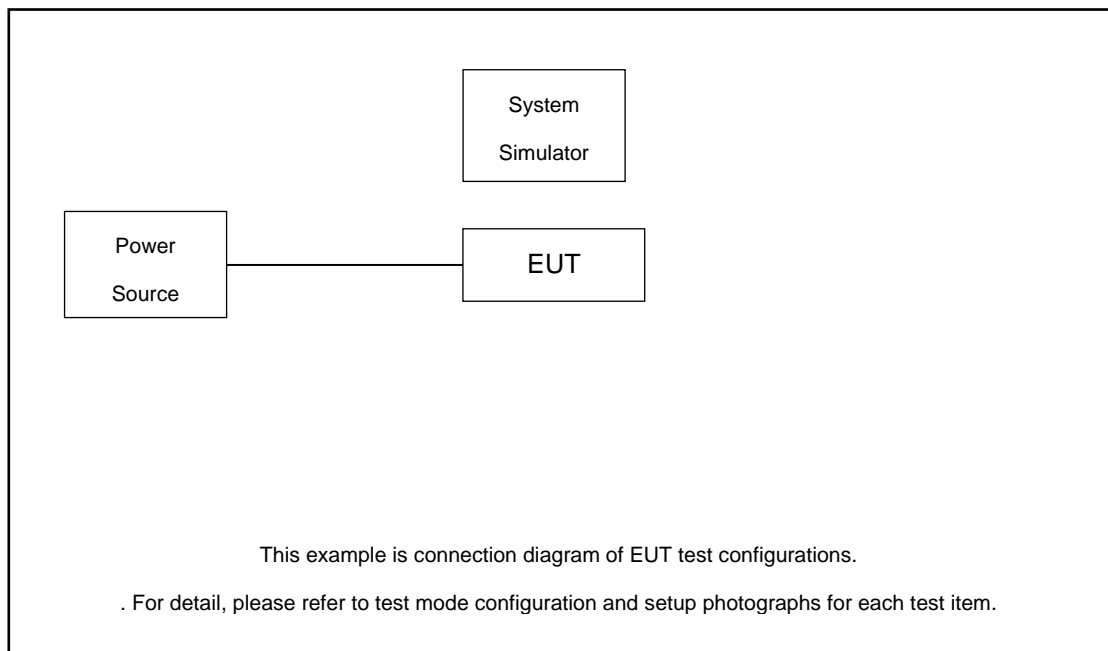 System
Simulator
Power
Source
EUT
This example is connection diagram of EUT test configurations.
. For detail, please refer to test mode configuration and setup photographs for each test item.